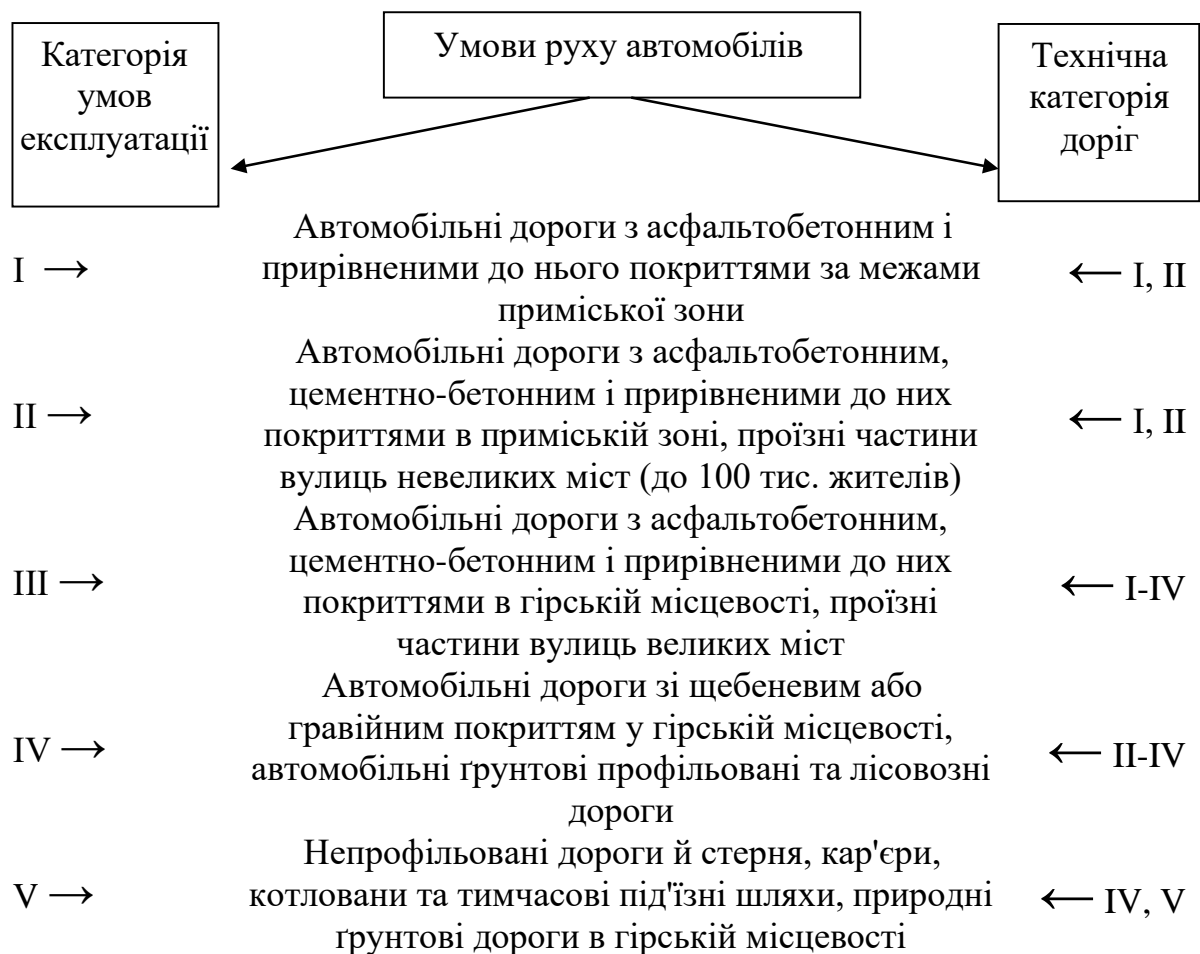 Категорія
умов
експлуатації
Умови руху автомобілів
Технічна
категорія
доріг
I →
Автомобільні дороги з асфальтобетонним і
прирівненими до нього покриттями за межами
приміської зони
← I, II
II →
Автомобільні дороги з асфальтобетонним,
цементно-бетонним і прирівненими до них
покриттями в приміській зоні, проїзні частини
вулиць невеликих міст (до 100 тис. жителів)
← I, II
III →
Автомобільні дороги з асфальтобетонним,
цементно-бетонним і прирівненими до них
покриттями в гірській місцевості, проїзні
частини вулиць великих міст
← I-IV
IV →
Автомобільні дороги зі щебеневим або
гравійним покриттям у гірській місцевості,
автомобільні ґрунтові профільовані та лісовозні
дороги
← II-IV
V →
Непрофільовані дороги й стерня, кар'єри,
котловани та тимчасові під'їзні шляхи, природні
ґрунтові дороги в гірській місцевості
← IV, V